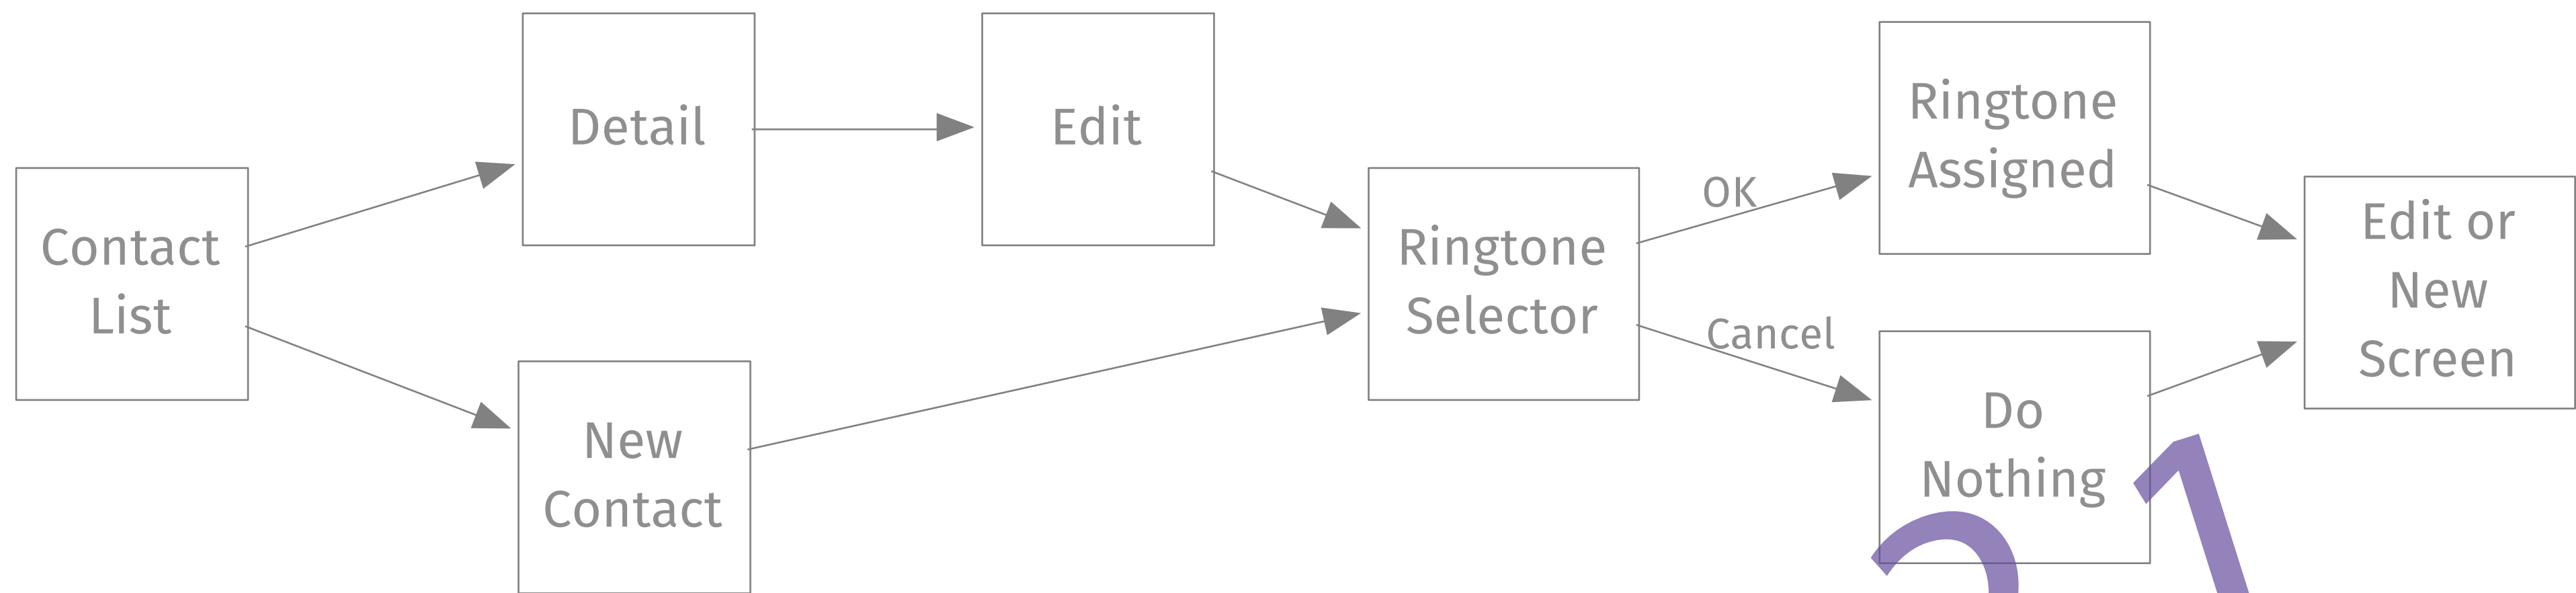 Contact
List
Detail
Edit
New
Contact
Ringtone
Selector
OK
Cancel
Ringtone
Assigned
Do
Nothing
Edit or
New
Screen